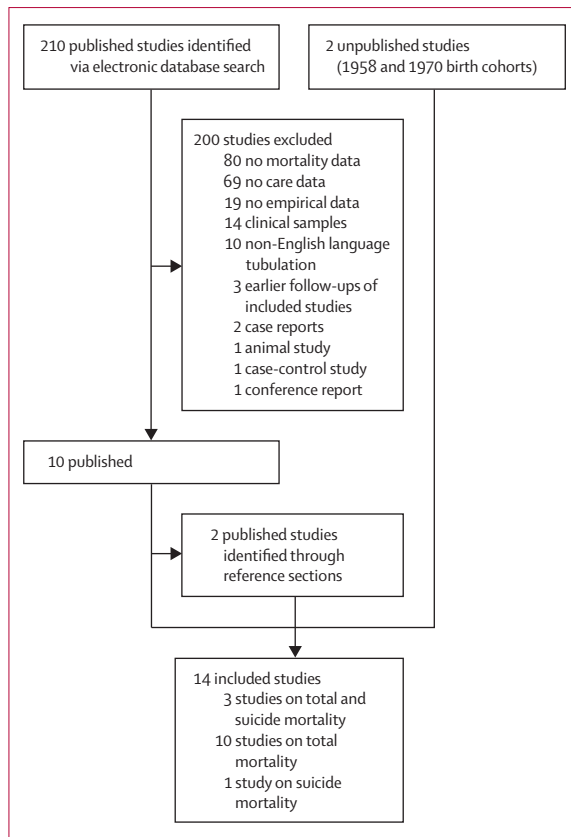 210 published studies identified
via electronic database search
2 unpublished studies
(1958 and 1970 birth cohorts)
200 studies excluded
80 no mortality data
69 no care data
19 no empirical data
14 clinical samples
10 non-English language
tubulation
3 earlier follow-ups of
included studies
2 case reports
1 animal study
1 case-control study
1 conference report
10 published
2 published studies
identified through
reference sections
14 included studies
3 studies on total and
suicide mortality
10 studies on total
mortality
1 study on suicide
mortality